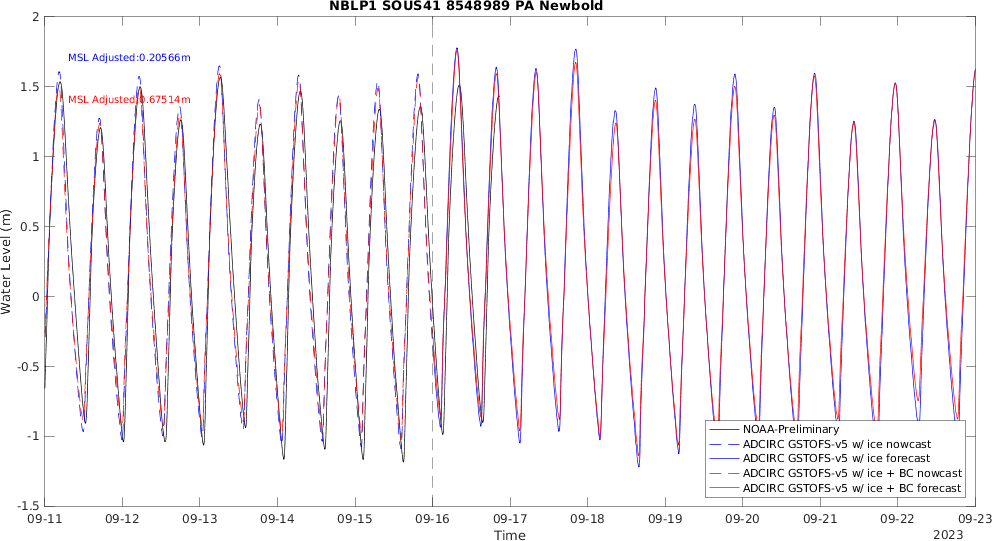 NBLP1 SOUS41 8548989 PA Newbold
2
1.5
1
0.5
0
-0.5
-1
-1.5
Water Level (m)
MSL Adjusted:0.20566m
MSL Adjusted:0.67514m
NOAA-Preliminary
ADCIRC GSTOFS-v5 w/ ice nowcast
ADCIRC GSTOFS-v5 w/ ice forecast
ADCIRC GSTOFS-v5 w/ ice + BC nowcast
ADCIRC GSTOFS-v5 w/ ice + BC forecast
09-11 09-12 09-13 09-14 09-15 09-16 09-17 09-18 09-19 09-20 09-21 09-22 09-23
Time
2023